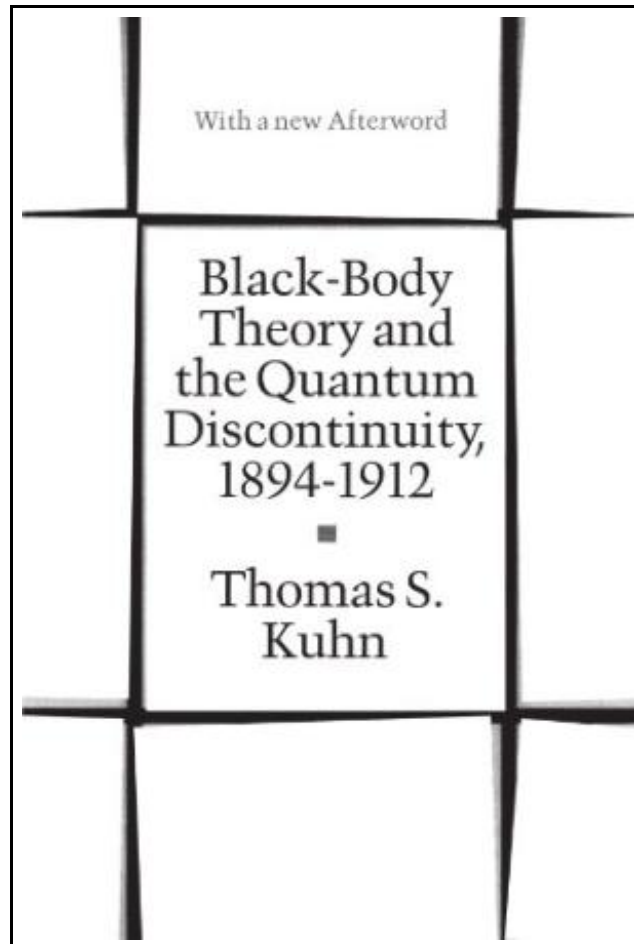 With a new Afterword
Black-Body
Theory and
the Quantum
Discontinuity,
1894-1912
Thomas S.
Kuhn